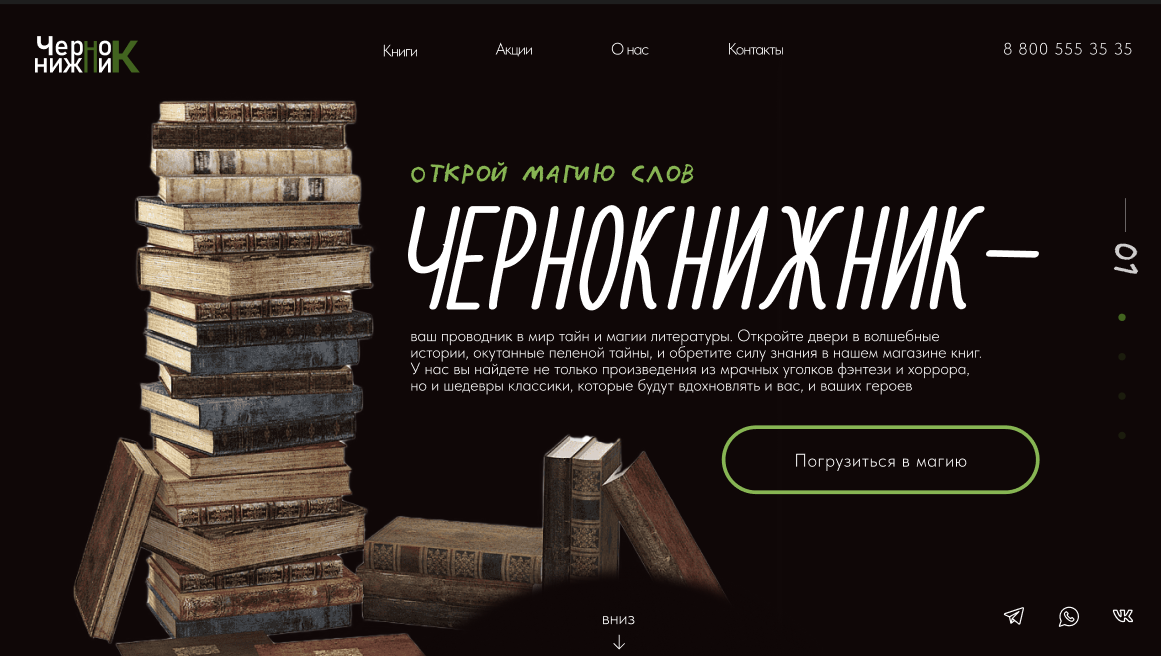 Черно
нижник
Книги
Акции
О нас
Контакты
8 800 555 35 35
ОТКРОЙ МАГИЮ СЛОВ
ЧЕРНОКНИЖНИК —
ваш проводник в мир тайн и магии литературы. Откройте двери в волшебные
истории, окутанные пеленой тайны, и обретите силу знания в нашем магазине книг.
У нас вы найдете не только произведения из мрачных уголков фэнтези и хоррора,
но и шедевры классики, которые будут вдохновлять и вас, и ваших героев
01
Погрузиться в магию
вниз